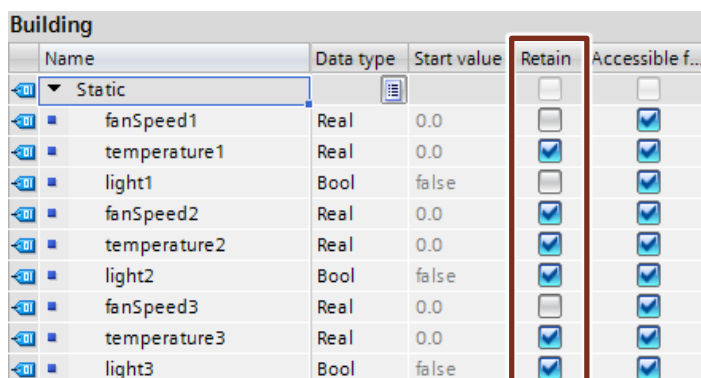 Building
Name Data type Start value Retain Accessible f...
Static
fanSpeed1 Real 0.0
temperature1 Real 0.0
light1 Bool false
fanSpeed2 Real 0.0
temperature2 Real 0.0
light2 Bool false
fanSpeed3 Real 0.0
temperature3 Real 0.0
light3 Bool false